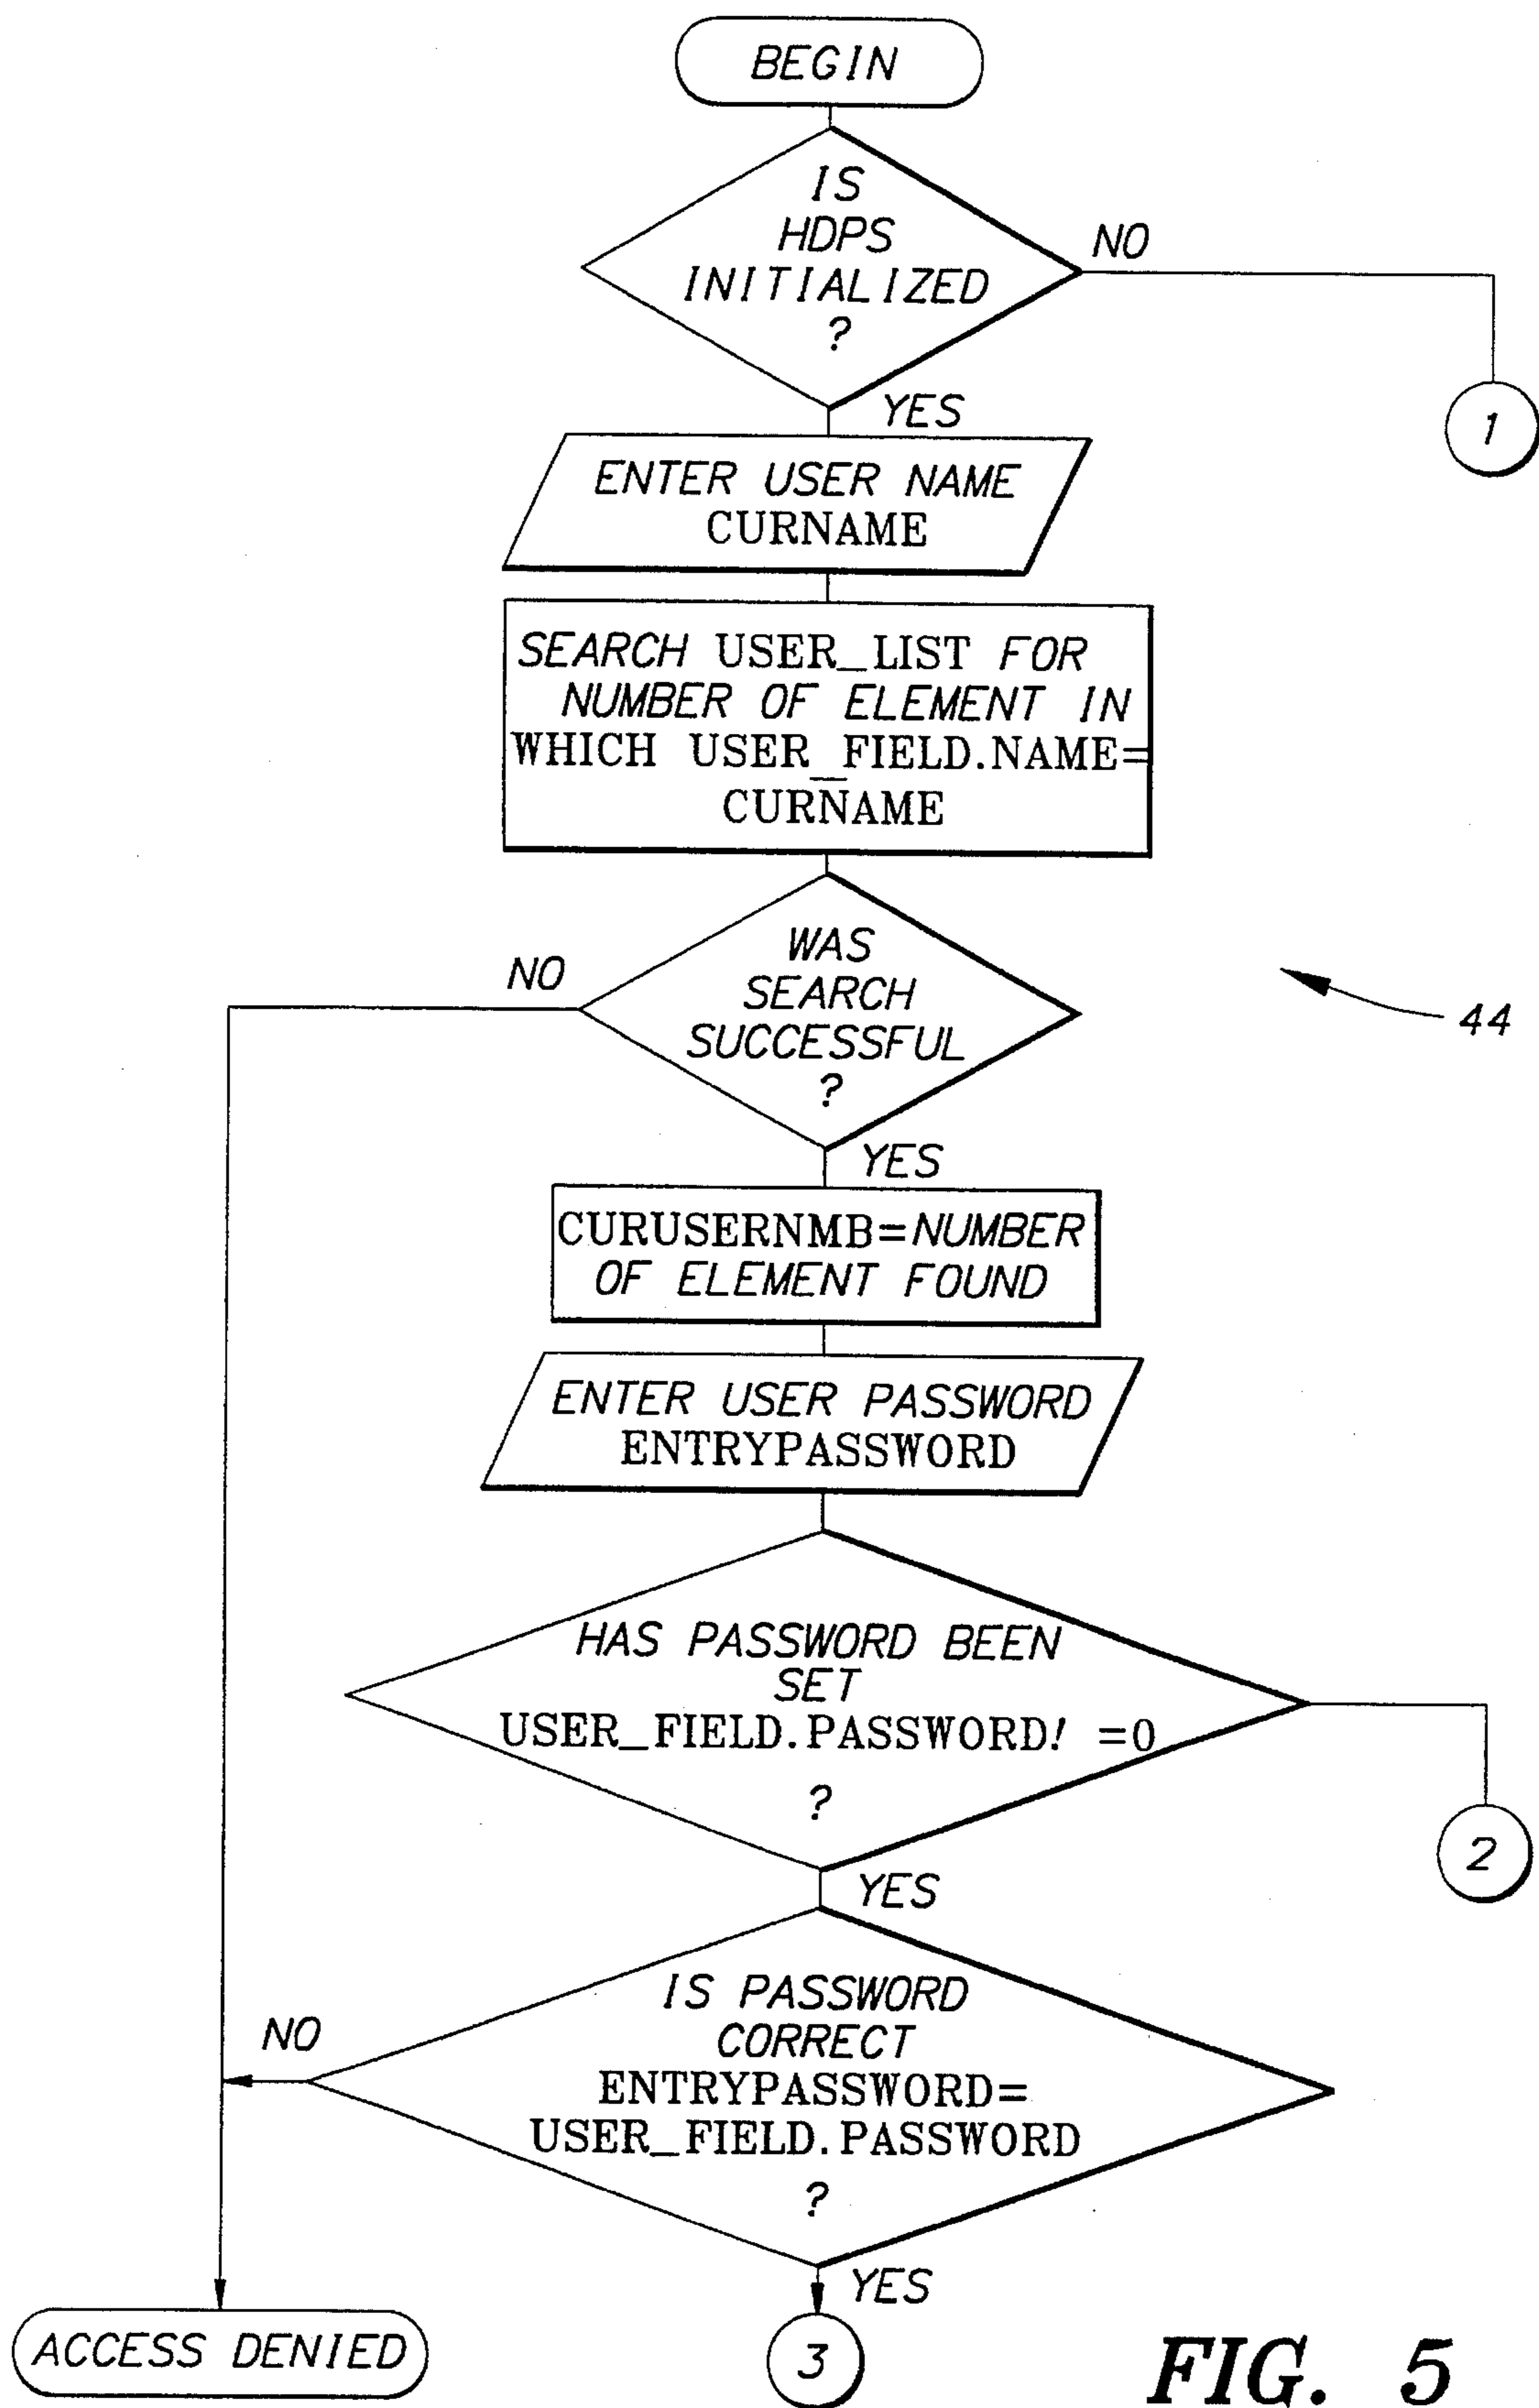 BEGIN
IS
HDPS
INITIALIZED
?
NO
1
YES
ENTER USER NAME
CURNAME
SEARCH USER_LIST FOR
NUMBER OF ELEMENT IN
WHICH USER_FIELD.NAME=
CURNAME
WAS
SEARCH
SUCCESSFUL
?
NO
44
YES
CURUSERNMB=NUMBER
OF ELEMENT FOUND
ENTER USER PASSWORD
ENTRYPASSWORD
HAS PASSWORD BEEN
SET
USER_FIELD.PASSWORD! =0
?
2
YES
IS PASSWORD
CORRECT
ENTRYPASSWORD=
USER_FIELD.PASSWORD
?
NO
YES
ACCESS DENIED
3
FIG. 5